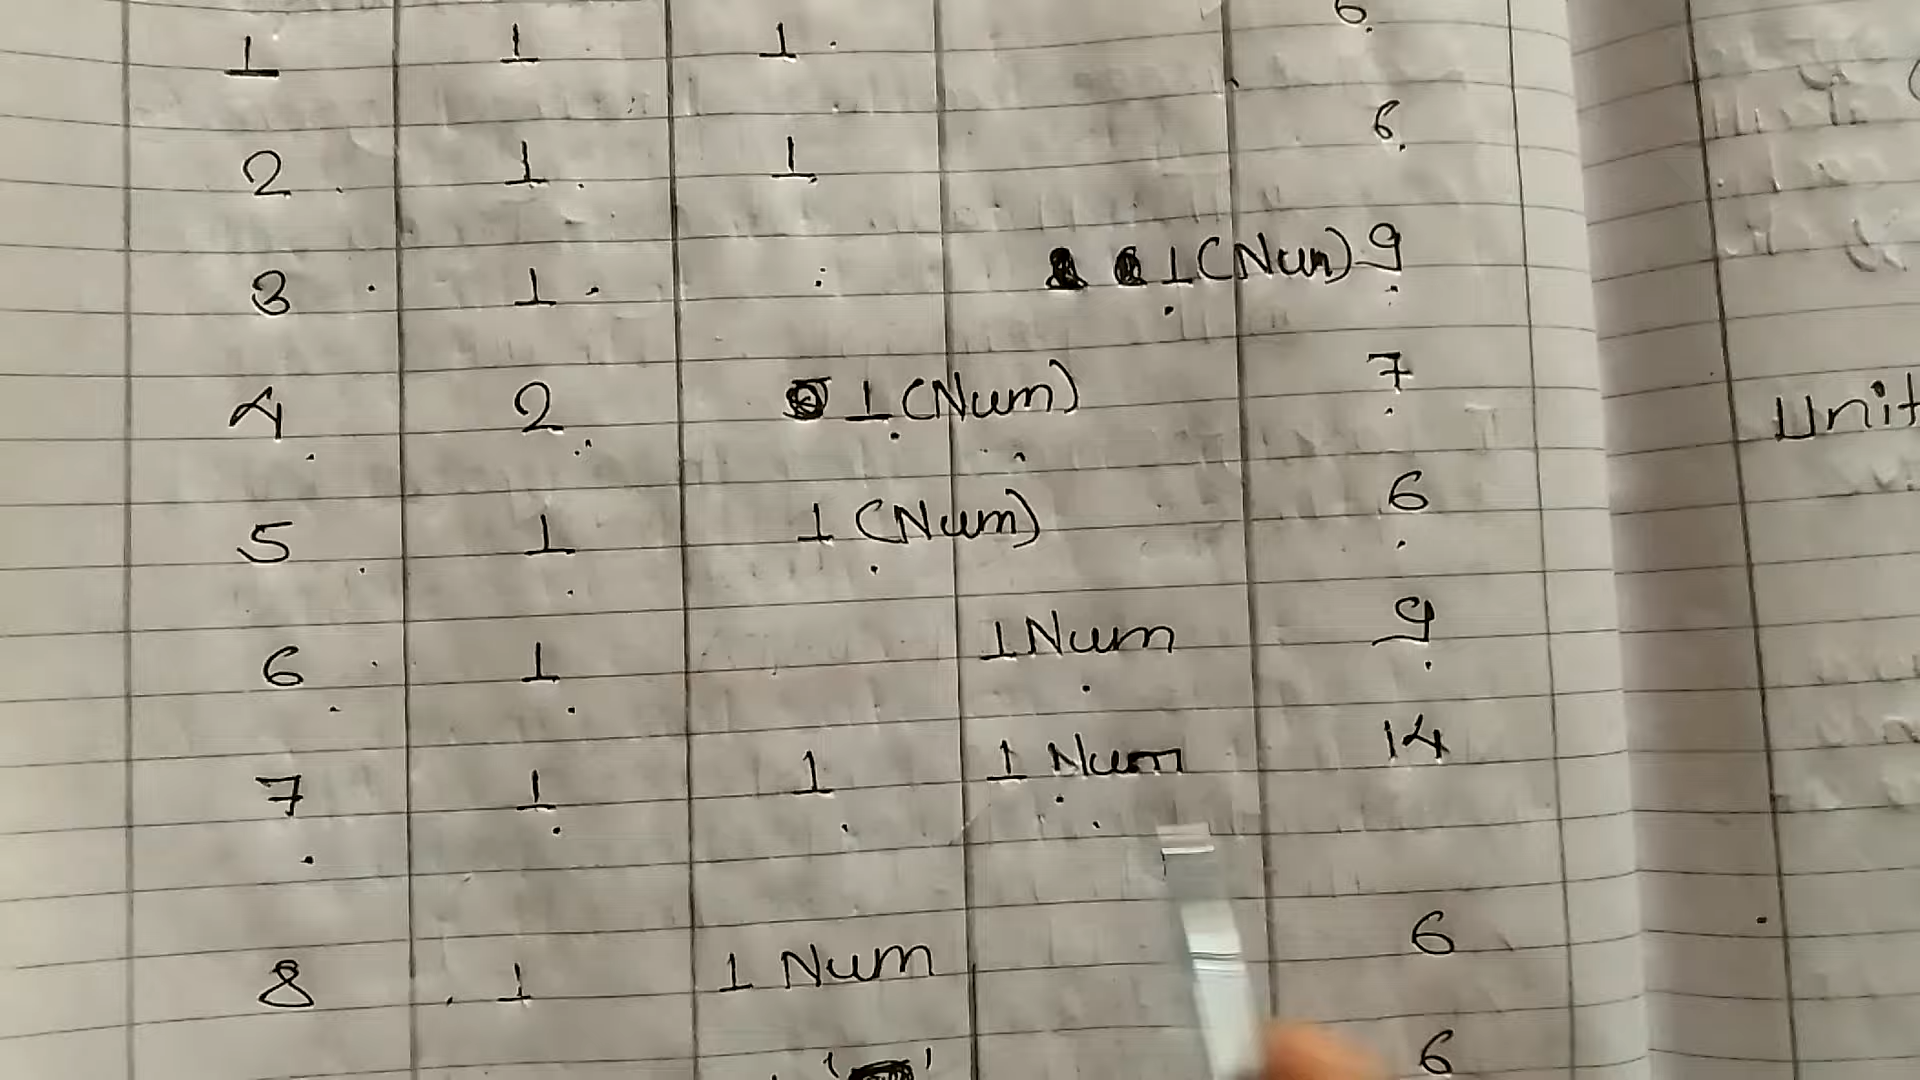 6
1 1 1
6
2 1 1
3 1 1(Num) 9
4 2 1(Num) 7
Unit
5 1 1(Num) 6
6 1 1Num 9
7 1 1 1 Num 14
8 1 1 Num 6
6